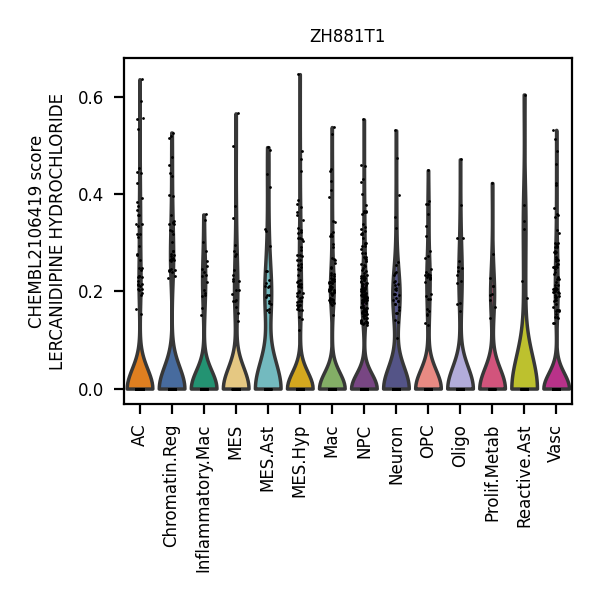 ZH881T1
CHEMBL2106419 score
LERCANIDIPINE HYDROCHLORIDE
0.6
0.4
0.2
0.0
AC
Chromatin.Reg
Inflammatory.Mac
MES
MES.Ast
MES.Hyp
Mac
NPC
Neuron
OPC
Oligo
Prolif.Metab
Reactive.Ast
Vasc